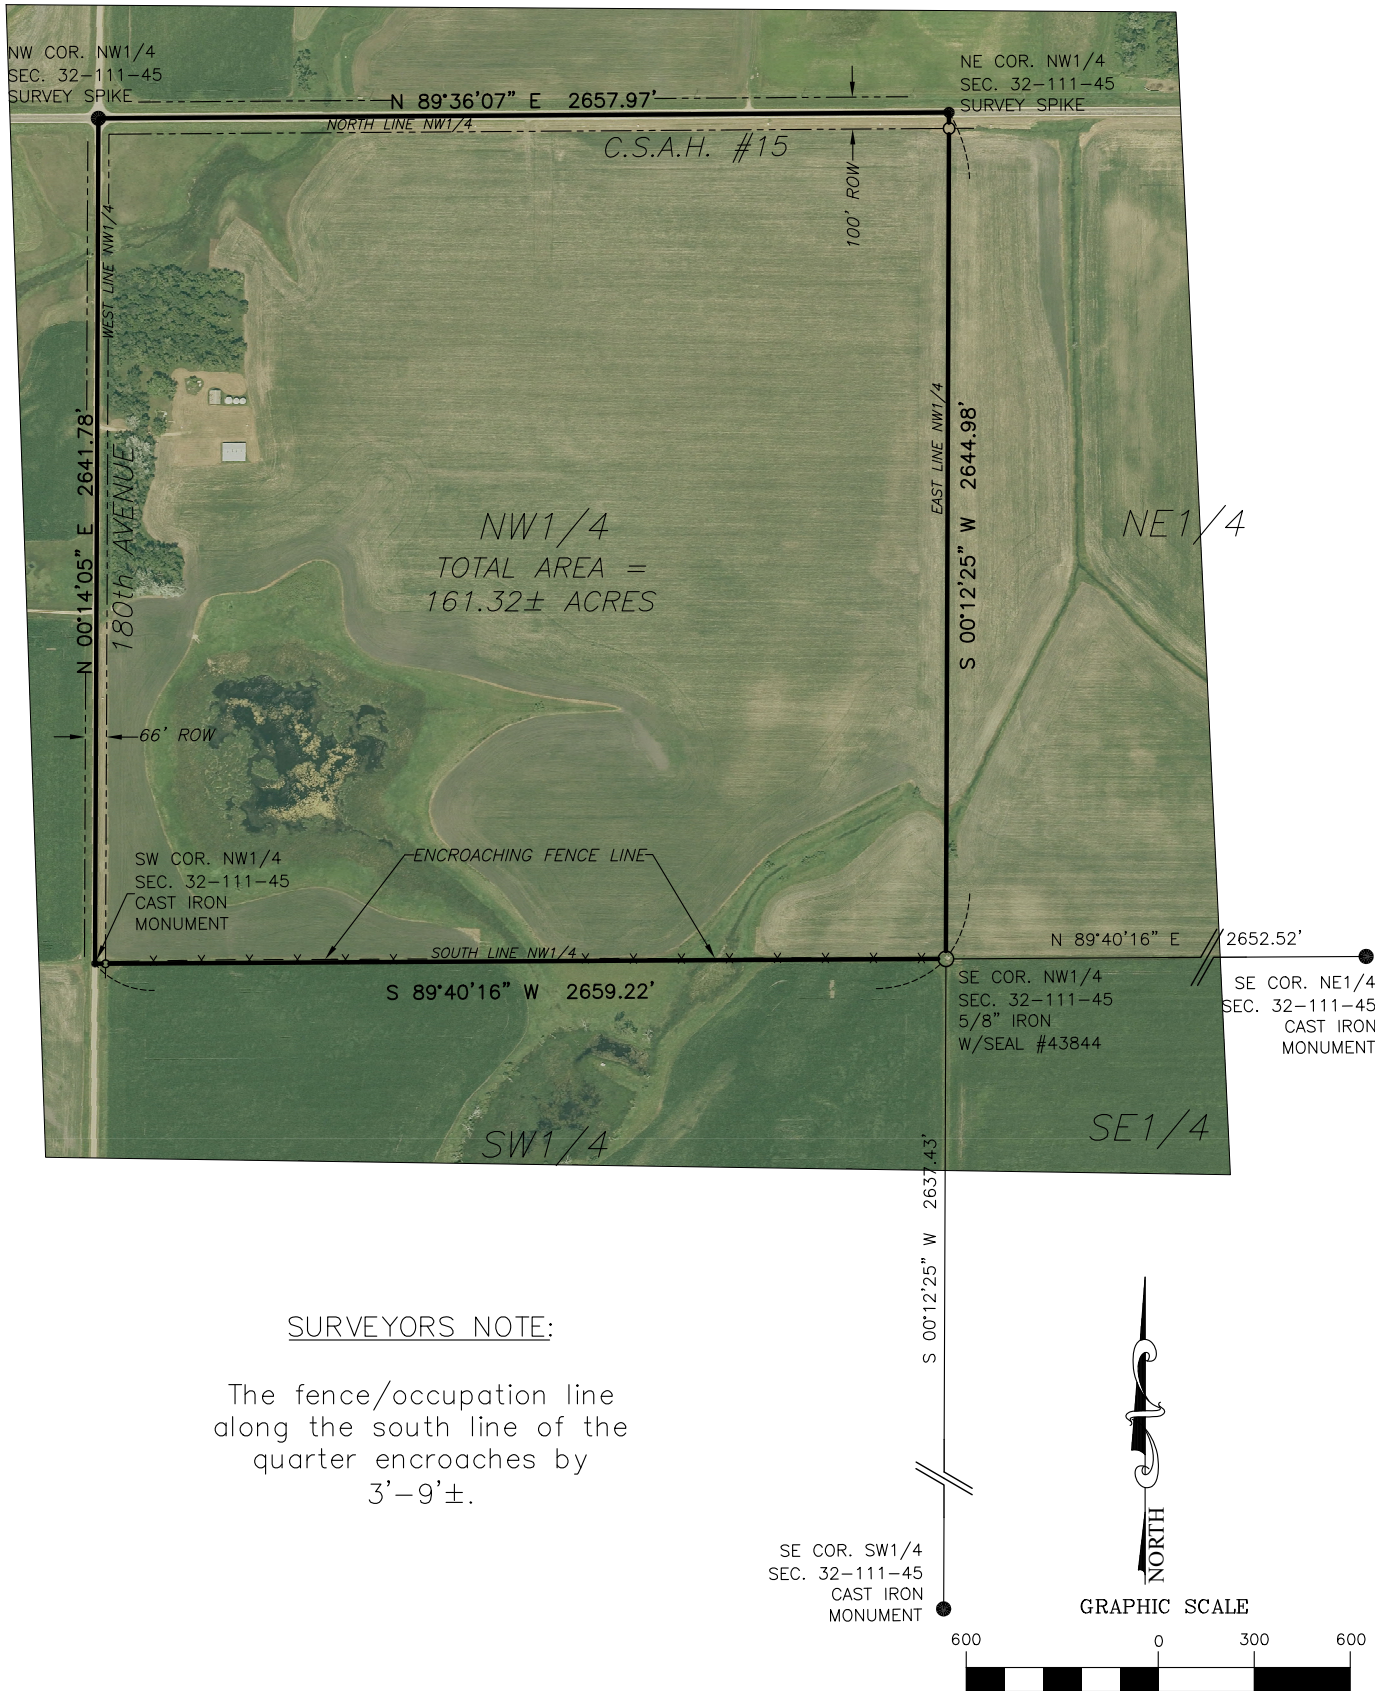 NW COR. NW1/4
SEC. 32-111-45
SURVEY SPIKE
N 89°36'07" E 2657.97'
NORTH LINE NW1/4
C.S.A.H. #15
100' ROW
NE COR. NW1/4
SEC. 32-111-45
SURVEY SPIKE
WEST LINE NW1/4
N 00°14'05" E 2641.78'
180th AVENUE
EAST LINE NW1/4
S 00°12'25" W 2644.98'
NW1/4
TOTAL AREA =
161.32± ACRES
NE1/4
66' ROW
SW COR. NW1/4
SEC. 32-111-45
CAST IRON
MONUMENT
ENCROACHING FENCE LINE
SOUTH LINE NW1/4
S 89°40'16" W 2659.22'
N 89°40'16" E 2652.52'
SE COR. NW1/4
SEC. 32-111-45
5/8" IRON
W/SEAL #43844
SE COR. NE1/4
SEC. 32-111-45
CAST IRON
MONUMENT
SW1/4
SE1/4
S 00°12'25" W 2637.43'
SURVEYORS NOTE:
The fence/occupation line
along the south line of the
quarter encroaches by
3'-9'±.
SE COR. SW1/4
SEC. 32-111-45
CAST IRON
MONUMENT
NORTH
GRAPHIC SCALE
600 0 300 600